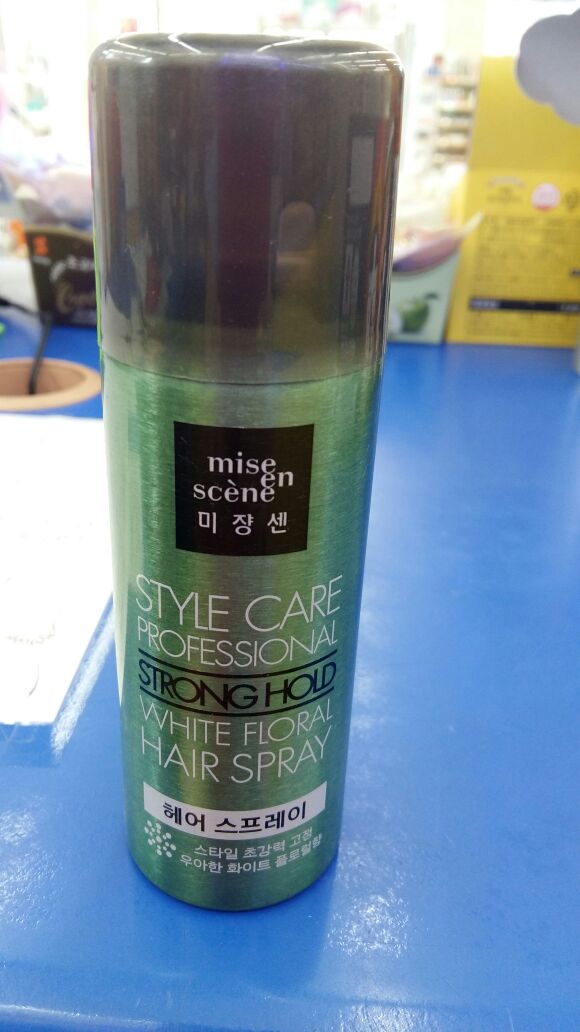 mise
en
scène
미쟝센
STYLE CARE
PROFESSIONAL
STRONG HOLD
WHITE FLORAL
HAIR SPRAY
헤어 스프레이
스타일 초강력 고정
우아한 화이트 플로럴향